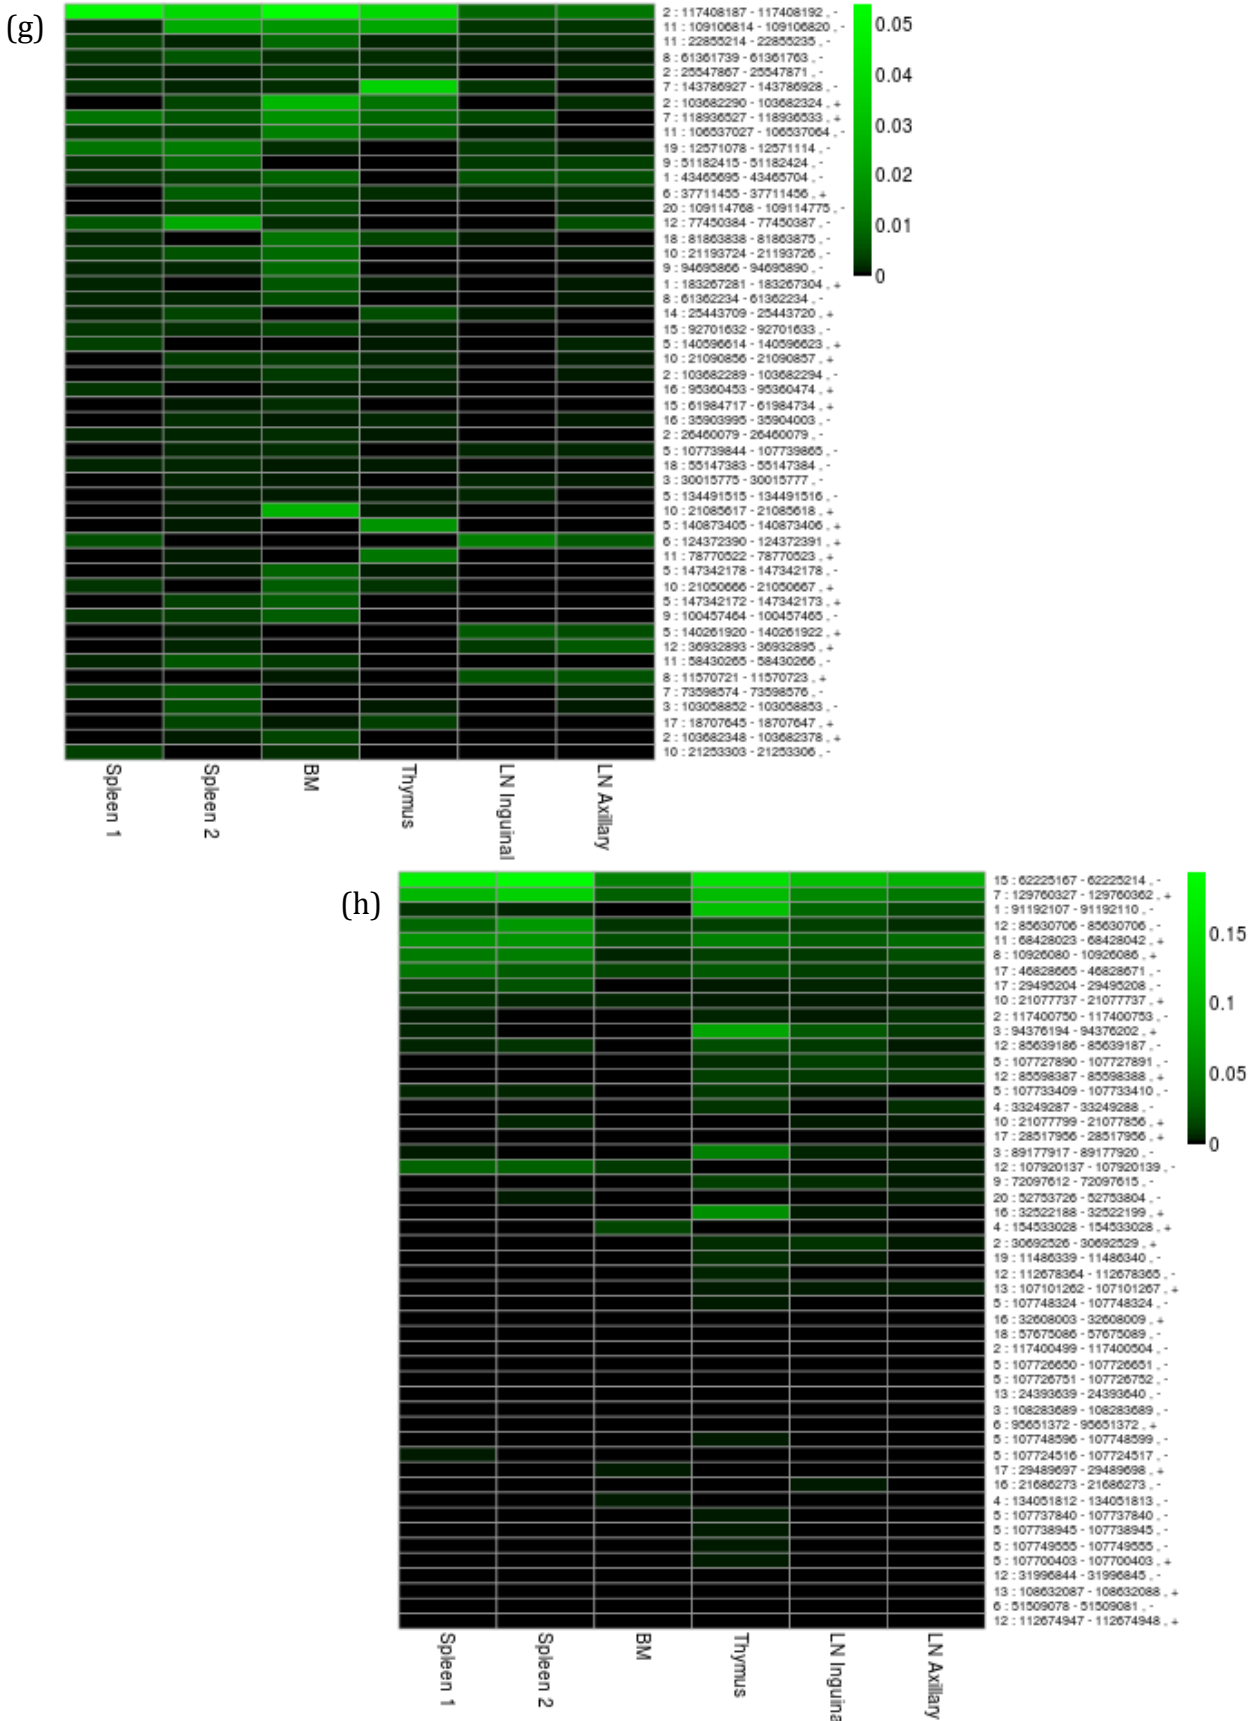 (g)
2 : 117408187 - 117408192 , -
11 : 109106814 - 109106820 , -
11 : 22855214 - 22855235 , -
8 : 61361739 - 61361763 , -
2 : 25547867 - 25547871 , -
7 : 143786927 - 143786928 , -
2 : 103682290 - 103682324 , +
7 : 118936527 - 118936533 , +
11 : 106537027 - 106537064 , -
19 : 12571078 - 12571114 , -
9 : 51182415 - 51182424 , -
1 : 43465695 - 43465704 , -
6 : 37711455 - 37711456 , +
20 : 109114768 - 109114775 , -
12 : 77450384 - 77450387 , -
18 : 81863838 - 81863875 , -
10 : 21193724 - 21193726 , -
9 : 94695866 - 94695890 , -
1 : 183267281 - 183267304 , +
8 : 61362234 - 61362234 , -
14 : 25443709 - 25443720 , +
15 : 92701632 - 92701633 , -
5 : 140596614 - 140596623 , +
10 : 21090856 - 21090857 , +
2 : 103682289 - 103682294 , -
16 : 95360453 - 95360474 , +
15 : 61984717 - 61984734 , +
16 : 35903995 - 35904003 , -
2 : 26460079 - 26460079 , -
5 : 107739844 - 107739865 , -
18 : 55147383 - 55147384 , -
3 : 30015775 - 30015777 , -
5 : 134491515 - 134491516 , -
10 : 21085617 - 21085618 , +
5 : 140873405 - 140873406 , +
6 : 124372390 - 124372391 , +
11 : 78770522 - 78770523 , +
5 : 147342178 - 147342178 , -
10 : 21050666 - 21050667 , +
5 : 147342172 - 147342173 , +
9 : 100457464 - 100457465 , -
5 : 140261920 - 140261922 , +
12 : 36932893 - 36932895 , +
11 : 58430265 - 58430266 , -
8 : 11570721 - 11570723 , +
7 : 73598574 - 73598576 , -
3 : 103058852 - 103058853 , -
17 : 18707645 - 18707647 , +
2 : 103682348 - 103682378 , +
10 : 21253303 - 21253306 , -
0.05
0.04
0.03
0.02
0.01
0
Spleen 1
Spleen 2
BM
Thymus
LN Inguinal
LN Axillary
(h)
15 : 62225167 - 62225214 , -
7 : 129760327 - 129760362 , +
1 : 91192107 - 91192110 , -
12 : 85630706 - 85630706 , -
11 : 68428023 - 68428042 , +
8 : 10926080 - 10926086 , +
17 : 46828665 - 46828671 , -
17 : 29495204 - 29495208 , -
10 : 21077737 - 21077737 , +
2 : 117400750 - 117400753 , -
3 : 94376194 - 94376202 , +
12 : 85639186 - 85639187 , -
5 : 107727890 - 107727891 , -
12 : 85598387 - 85598388 , +
5 : 107733409 - 107733410 , -
4 : 33249287 - 33249288 , -
10 : 21077799 - 21077856 , +
17 : 28517956 - 28517956 , +
3 : 89177917 - 89177920 , -
12 : 107920137 - 107920139 , -
9 : 72097612 - 72097615 , -
20 : 52753726 - 52753804 , -
16 : 32522188 - 32522199 , +
4 : 154533028 - 154533028 , +
2 : 30692526 - 30692529 , +
19 : 11486339 - 11486340 , -
12 : 112678364 - 112678365 , -
13 : 107101262 - 107101267 , +
5 : 107748324 - 107748324 , -
16 : 32608003 - 32608009 , +
18 : 57675086 - 57675089 , -
2 : 117400499 - 117400504 , -
5 : 107726650 - 107726651 , -
5 : 107726751 - 107726752 , -
13 : 24393639 - 24393640 , -
3 : 108283689 - 108283689 , -
6 : 95651372 - 95651372 , +
5 : 107748596 - 107748599 , -
5 : 107724516 - 107724517 , -
17 : 29489697 - 29489698 , +
16 : 21686273 - 21686273 , -
4 : 134051812 - 134051813 , -
5 : 107737840 - 107737840 , -
5 : 107738945 - 107738945 , -
5 : 107749555 - 107749555 , -
5 : 107700403 - 107700403 , +
12 : 31996844 - 31996845 , -
13 : 108632087 - 108632088 , +
6 : 51509078 - 51509081 , -
12 : 112674947 - 112674948 , +
0.15
0.1
0.05
0
Spleen 1
Spleen 2
BM
Thymus
LN Inguina
LN Axillary